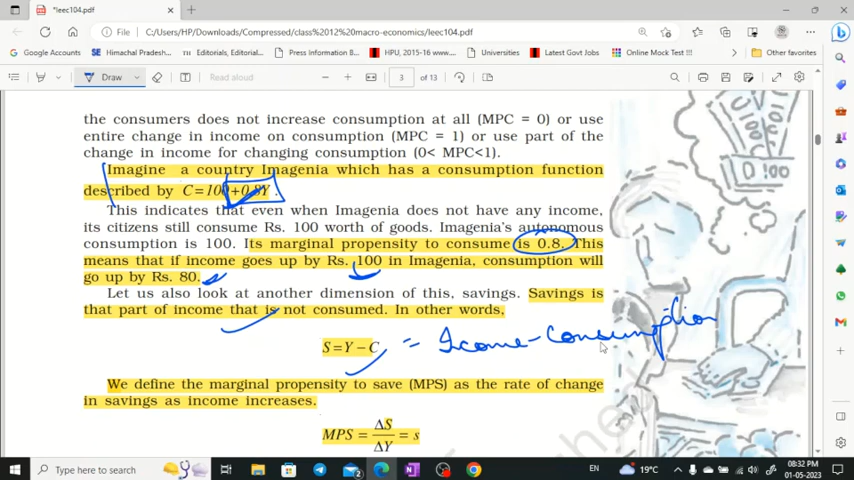 *leec104.pdf
File
C:/Users/HP/Downloads/Compressed/class%2012%20macro-economics/leec104.pdf
Google Accounts
Himachal Pradesh...
Editorials, Editorial...
Press Information B...
HPU, 2015-16 www....
Universities
Latest Govt Jobs
Online MOCK Test
Other favorites
Draw
Read aloud
3
of 13
the consumers does not increase consumption at all (MPC = 0) or use
entire change in income on consumption (MPC = 1) or use part of the
change in income for changing consumption (0< MPC<1).
Imagine a country Imagenia which has a consumption function
described by C=100+0.8Y .
This indicates that even when Imagenia does not have any income,
its citizens still consume Rs. 100 worth of goods. Imagenia's autonomous
consumption is 100. Its marginal propensity to consume is 0.8. This
means that if income goes up by Rs. 100 in Imagenia, consumption will
go up by Rs. 80.
Let us also look at another dimension of this, savings. Savings is
that part of income that is not consumed. In other words,
S=Y – C = Icome-Consumption
We define the marginal propensity to save (MPS) as the rate of change
in savings as income increases.
MPS = ΔS/ΔY = s
Type here to search
2
19°C
EN
08:32 PM
01-05-2023